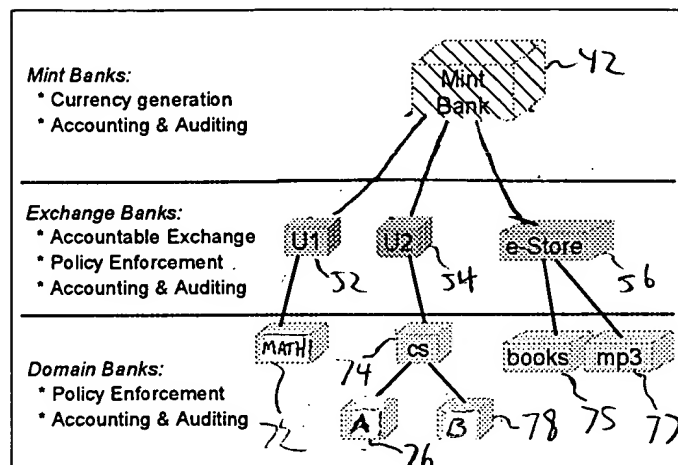 Mint Banks:
* Currency generation
* Accounting & Auditing
Mint
Bank
42
Exchange Banks:
* Accountable Exchange
* Policy Enforcement
* Accounting & Auditing
U1
U2
e-Store
52
54
56
Domain Banks:
* Policy Enforcement
* Accounting & Auditing
MATH
cs
books
mp3
74
A
B
72
76
78
75
77